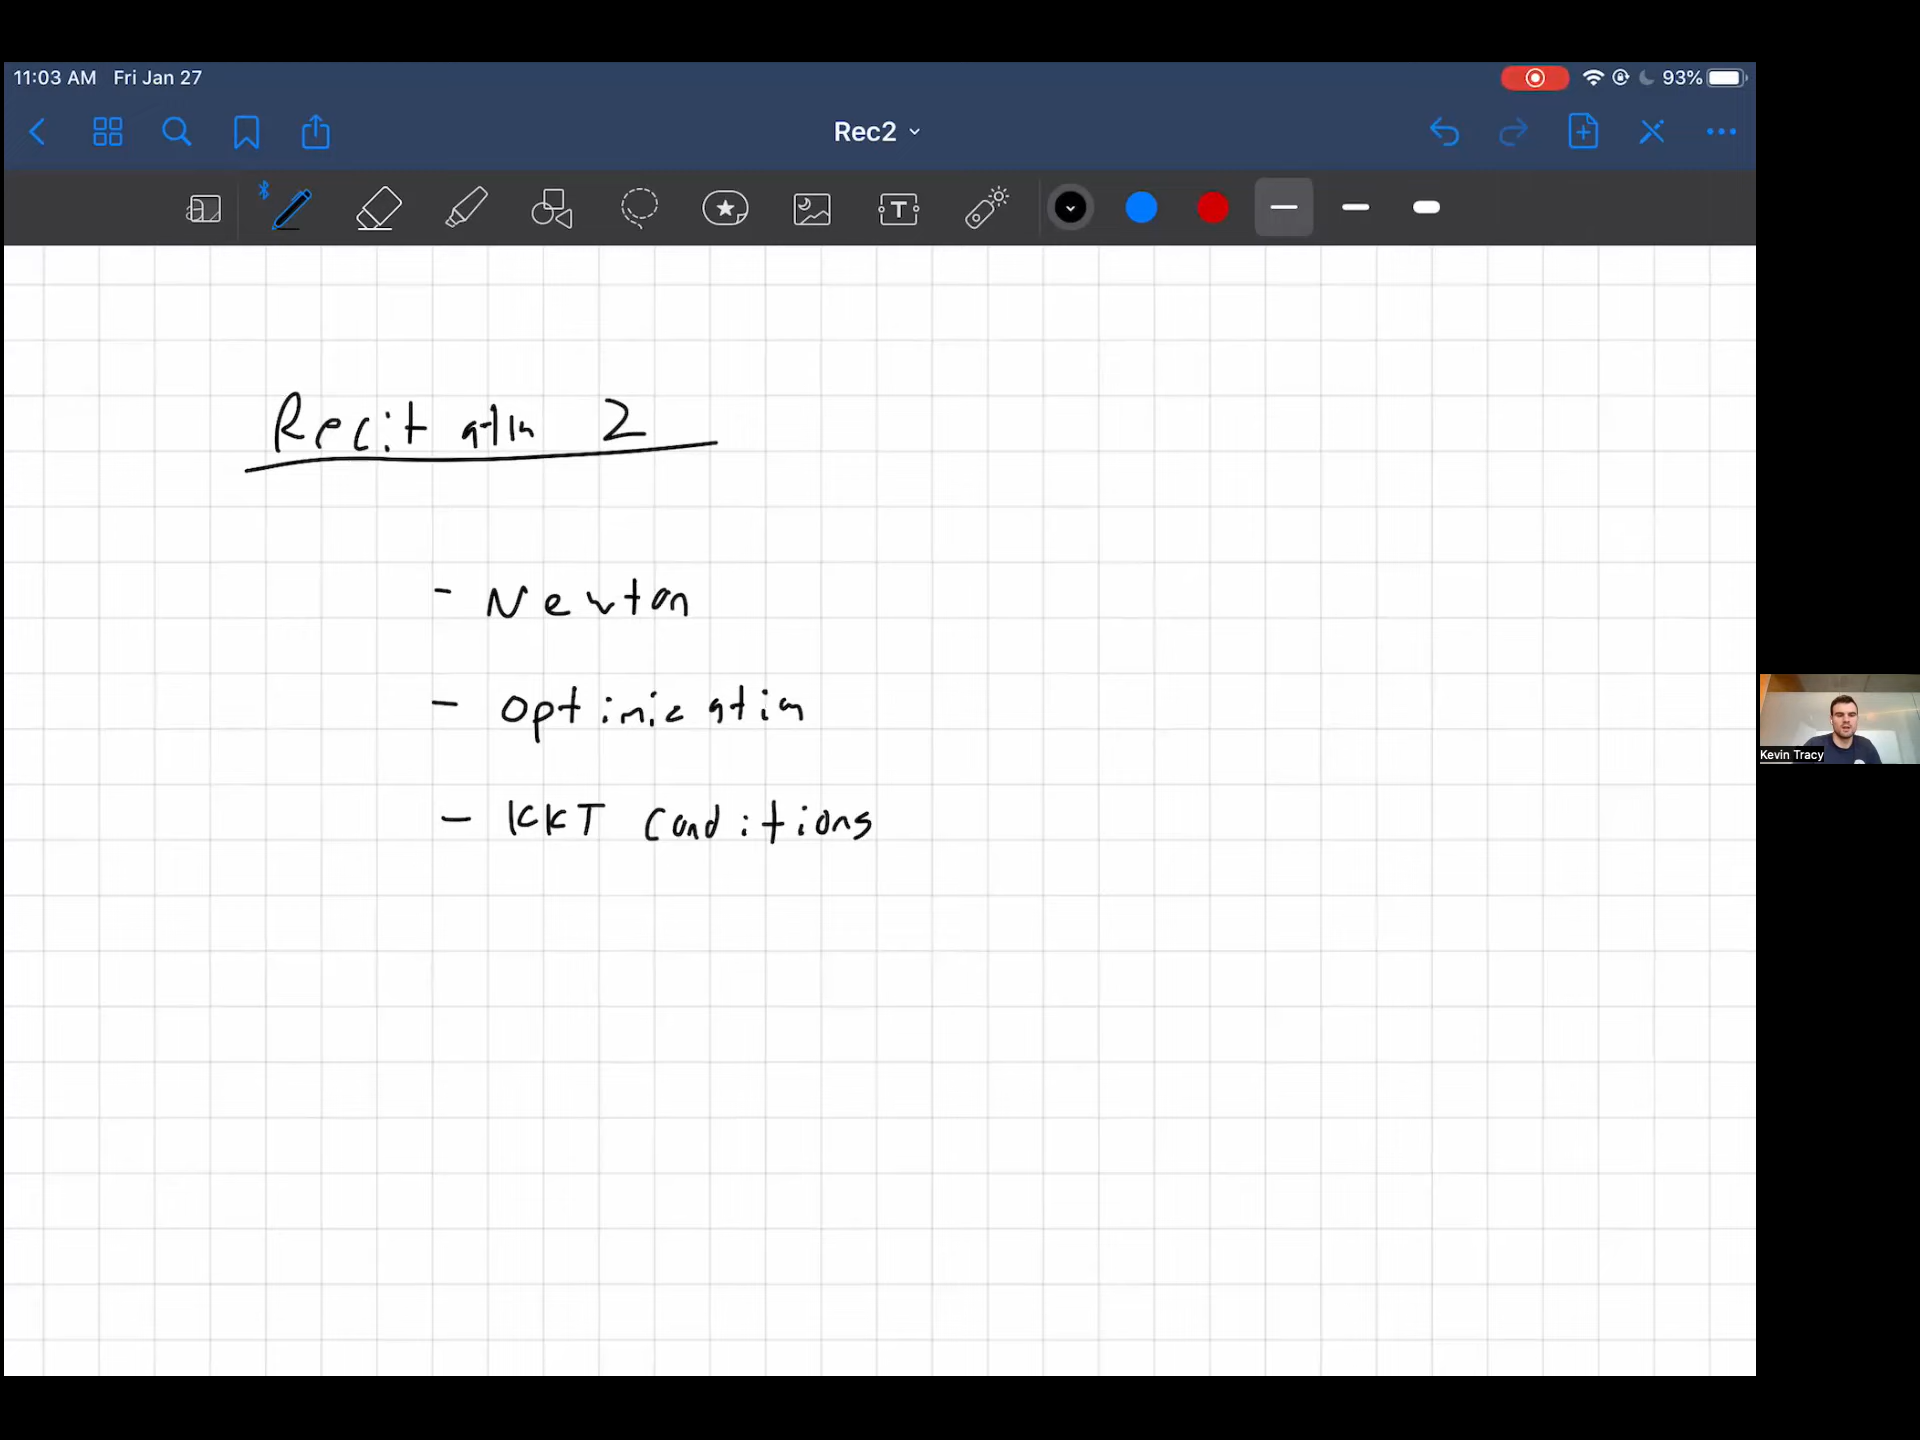 11:03 AM Fri Jan 27 93%
Rec2
T
Recitation 2
- Newton
- Optimization
- KKT Conditions
Kevin Tracy